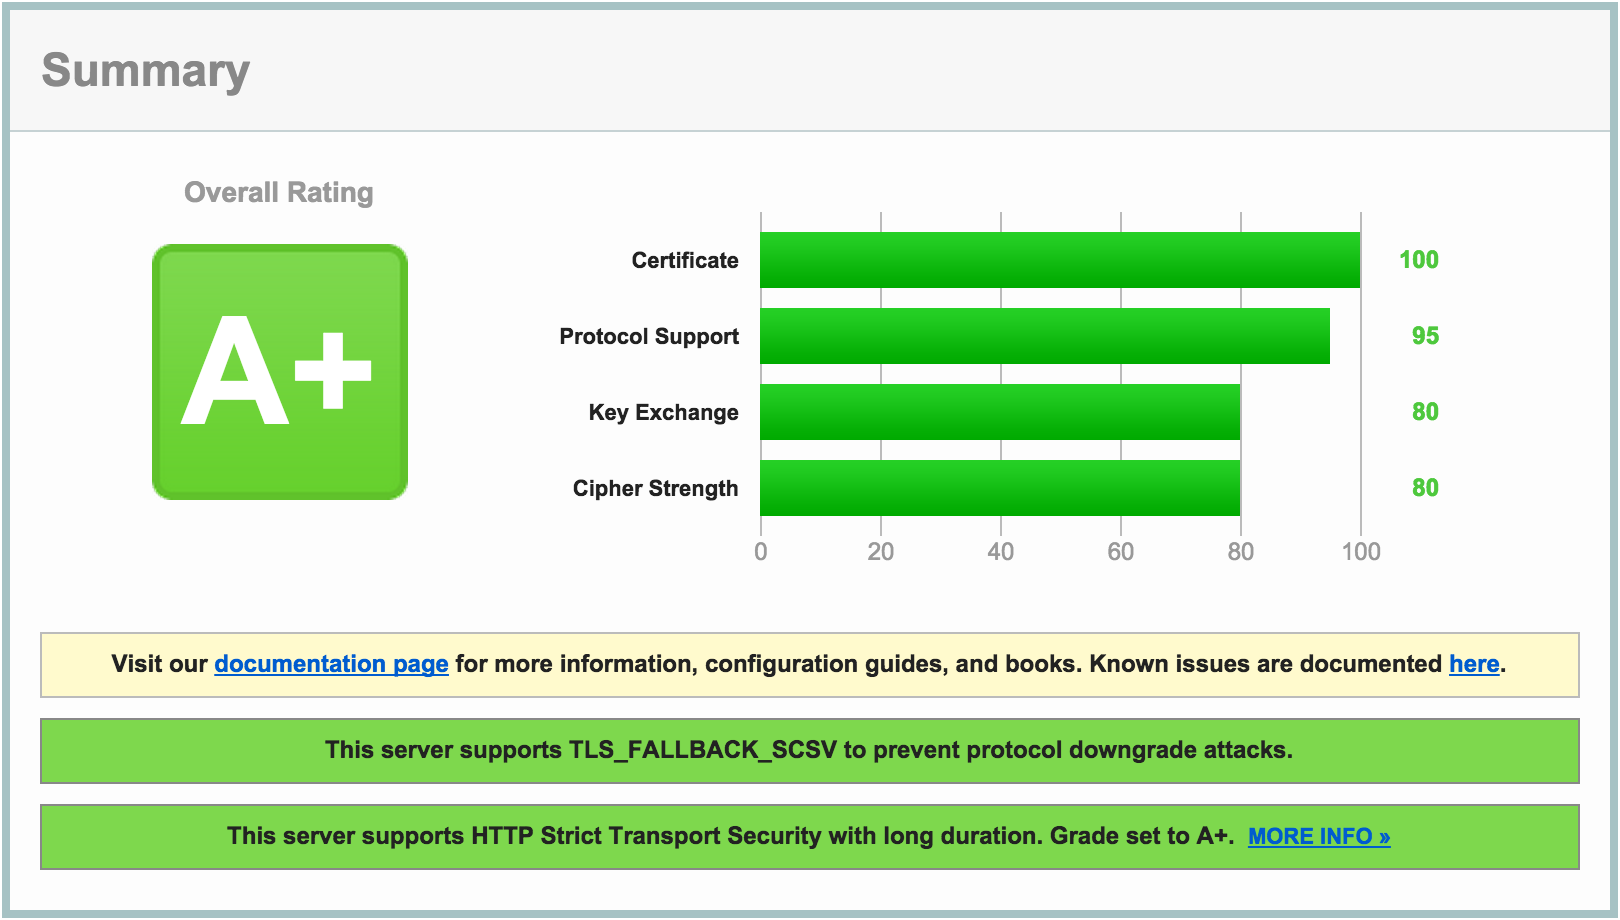 Summary
Overall Rating
A+
Certificate 100
Protocol Support 95
Key Exchange 80
Cipher Strength 80
0 20 40 60 80 100
Visit our documentation page for more information, configuration guides, and books. Known issues are documented here.
This server supports TLS_FALLBACK_SCSV to prevent protocol downgrade attacks.
This server supports HTTP Strict Transport Security with long duration. Grade set to A+. MORE INFO »